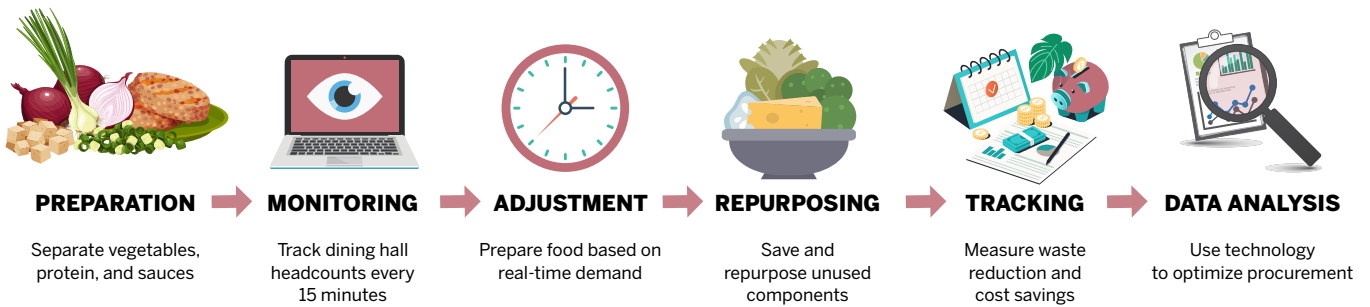 PREPARATION
Separate vegetables,
protein, and sauces
MONITORING
Track dining hall
headcounts every
15 minutes
ADJUSTMENT
Prepare food based on
real-time demand
REPURPOSING
Save and
repurpose unused
components
TRACKING
Measure waste
reduction and
cost savings
DATA ANALYSIS
Use technology
to optimize procurement